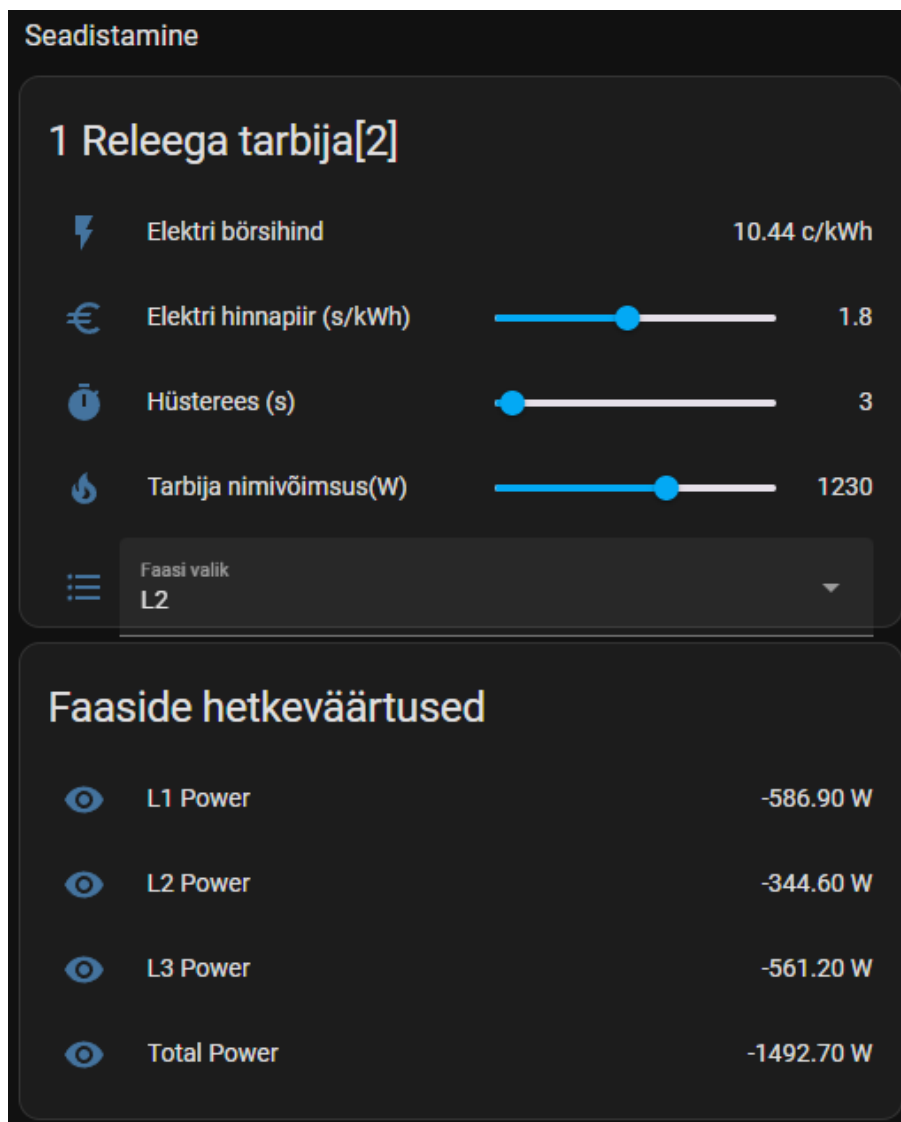 Seadistamine
1 Releega tarbija[2]
Elektri börsihind 10.44 c/kWh
Elektri hinnapiir (s/kWh) 1.8
Hüsterees (s) 3
Tarbija nimivõimsus(W) 1230
Faasi valik
L2
Faaside hetkeväärtused
L1 Power -586.90 W
L2 Power -344.60 W
L3 Power -561.20 W
Total Power -1492.70 W